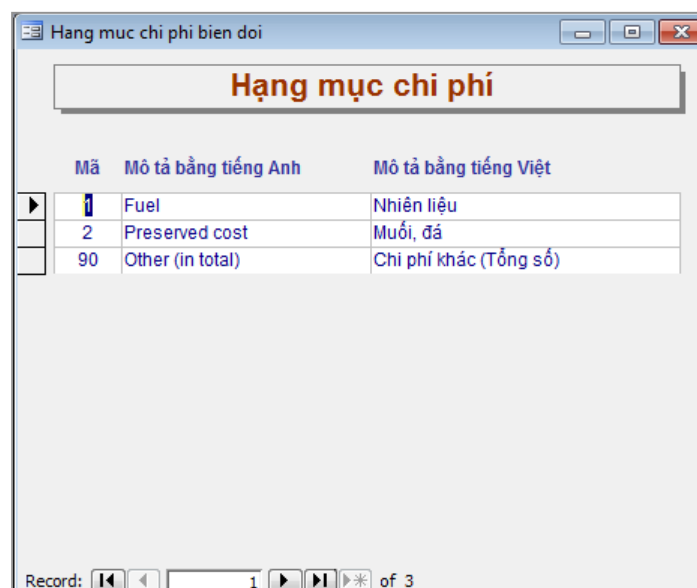 Hang muc chi phi bien doi
Hạng mục chi phí
Mã Mô tả bằng tiếng Anh Mô tả bằng tiếng Việt
1 Fuel Nhiên liệu
2 Preserved cost Muối, đá
90 Other (in total) Chi phí khác (Tổng số)
Record: 1 of 3